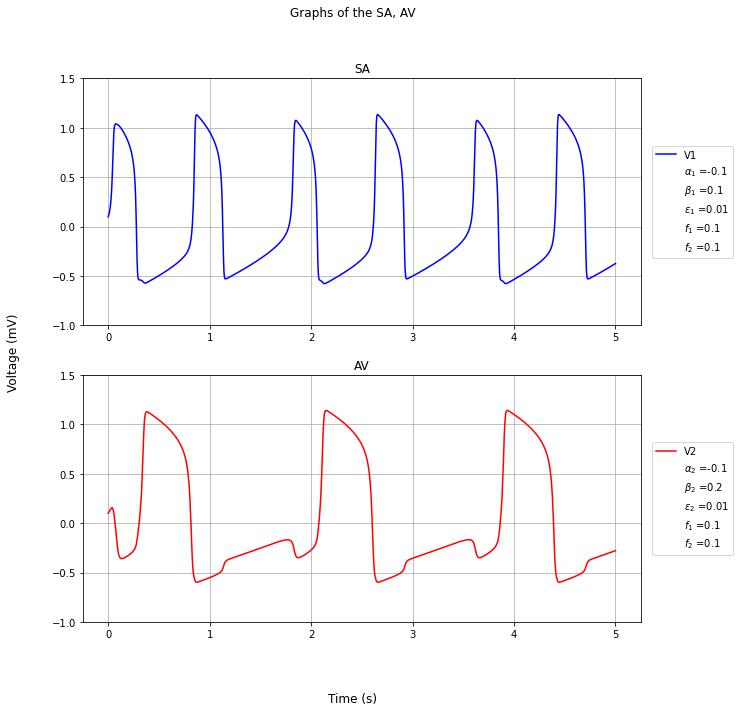 Graphs of the SA, AV
SA
1.5
1.0
0.5
0.0
−0.5
−1.0
0 1 2 3 4 5
V1
α₁ =-0.1
β₁ =0.1
ε₁ =0.01
f₁ =0.1
f₂ =0.1
Voltage (mV)
AV
1.5
1.0
0.5
0.0
−0.5
−1.0
0 1 2 3 4 5
V2
α₂ =-0.1
β₂ =0.2
ε₂ =0.01
f₁ =0.1
f₂ =0.1
Time (s)